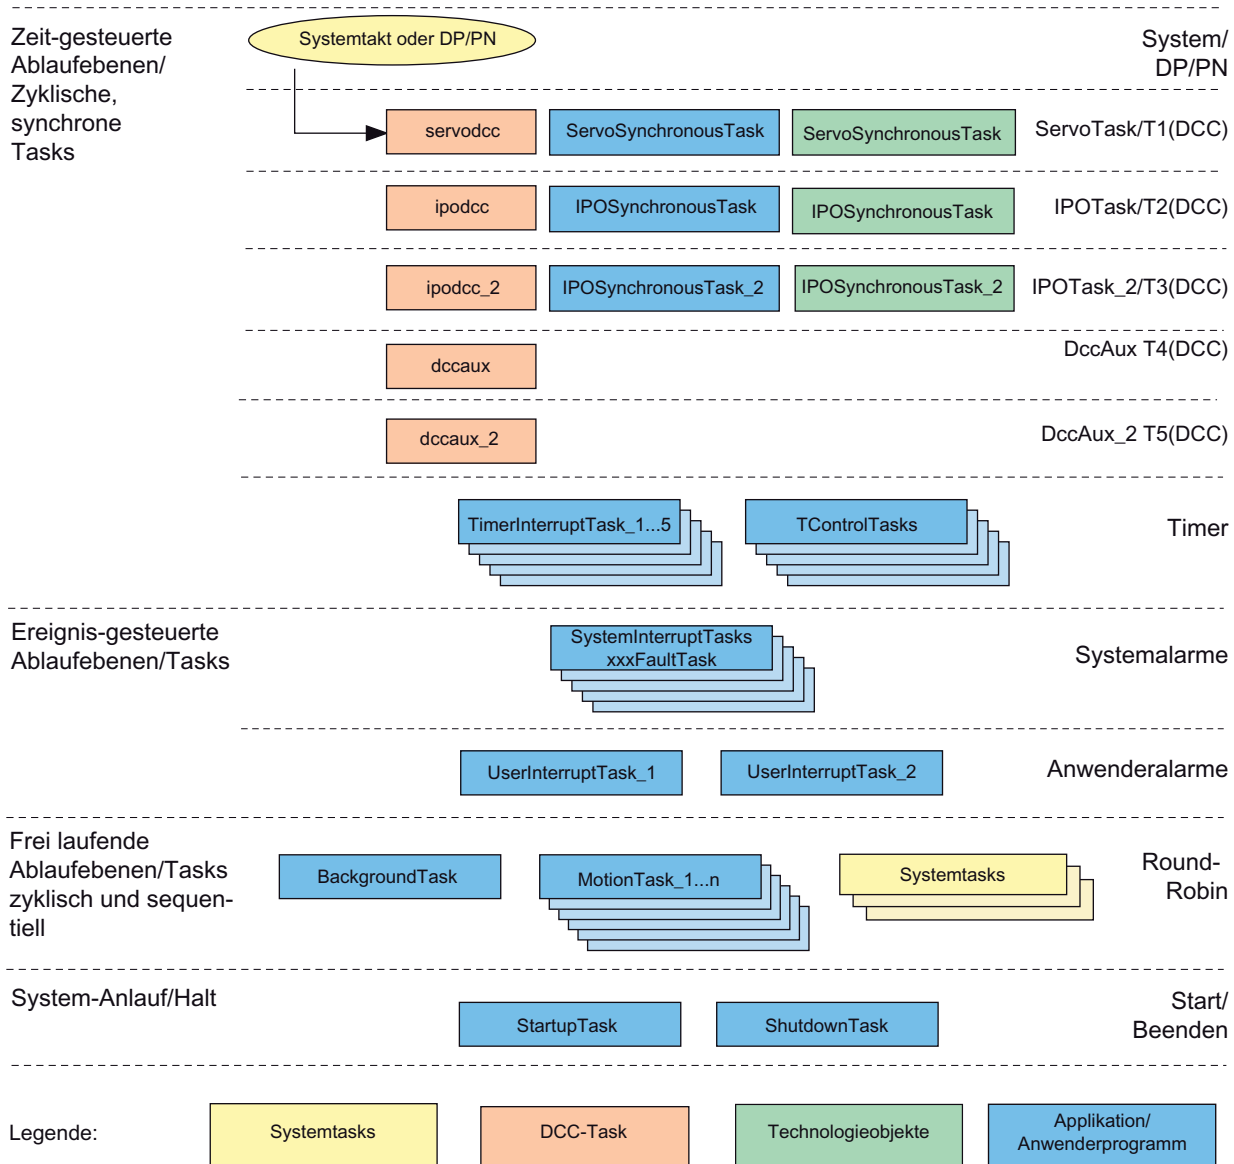 Zeit-gesteuerte
Ablaufebenen/
Zyklische,
synchrone
Tasks
Systemtakt oder DP/PN
System/
DP/PN
servodcc
ServoSynchronousTask
ServoSynchronousTask
ServoTask/T1(DCC)
ipodcc
IPOSynchronousTask
IPOSynchronousTask
IPOTask/T2(DCC)
ipodcc_2
IPOSynchronousTask_2
IPOSynchronousTask_2
IPOTask_2/T3(DCC)
dccaux
DccAux T4(DCC)
dccaux_2
DccAux_2 T5(DCC)
TimerInterruptTask_1...5
TControlTasks
Timer
Ereignis-gesteuerte
Ablaufebenen/Tasks
SystemInterruptTasks
xxxFaultTask
Systemalarme
UserInterruptTask_1
UserInterruptTask_2
Anwenderalarme
Frei laufende
Ablaufebenen/Tasks
zyklisch und sequen-
tiell
BackgroundTask
MotionTask_1...n
Systemtasks
Round-
Robin
System-Anlauf/Halt
StartupTask
ShutdownTask
Start/
Beenden
Legende:
Systemtasks
DCC-Task
Technologieobjekte
Applikation/
Anwenderprogramm